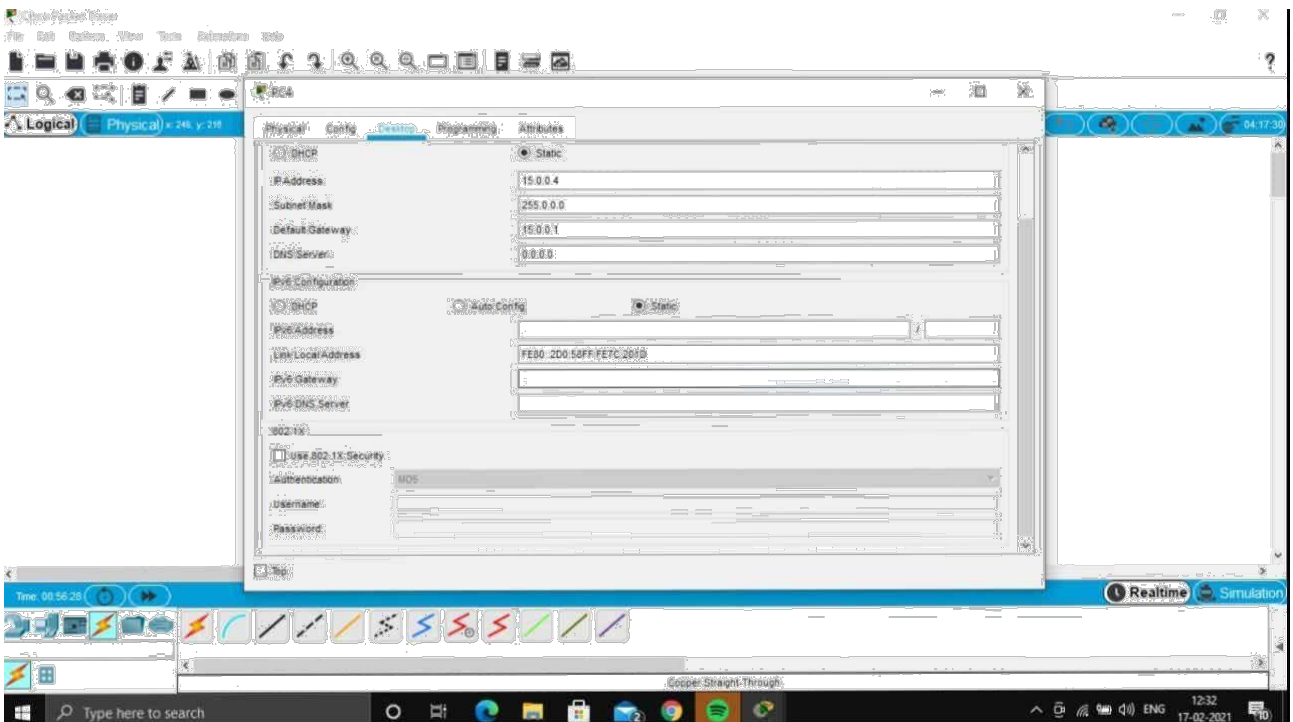 Cisco Packet Tracer
File Edit Options View Tools Extensions Help
?
PC4
Logical Physical x: 248, y: 216 04:17:30
Physical Config Desktop Programming Attributes
DHCP Static
IP Address 15.0.0.4
Subnet Mask 255.0.0.0
Default Gateway 15.0.0.1
DNS Server 0.0.0.0
IPv6 Configuration
DHCP Auto Config Static
IPv6 Address /
Link Local Address FE80::2D0:58FF:FE7C:201D
IPv6 Gateway
IPv6 DNS Server
802.1X
Use 802.1X Security
Authentication MD5
Username
Password
Top
Time: 00:56:28 Realtime Simulation
Copper Straight-Through
Type here to search ENG 12:32
17-02-2021